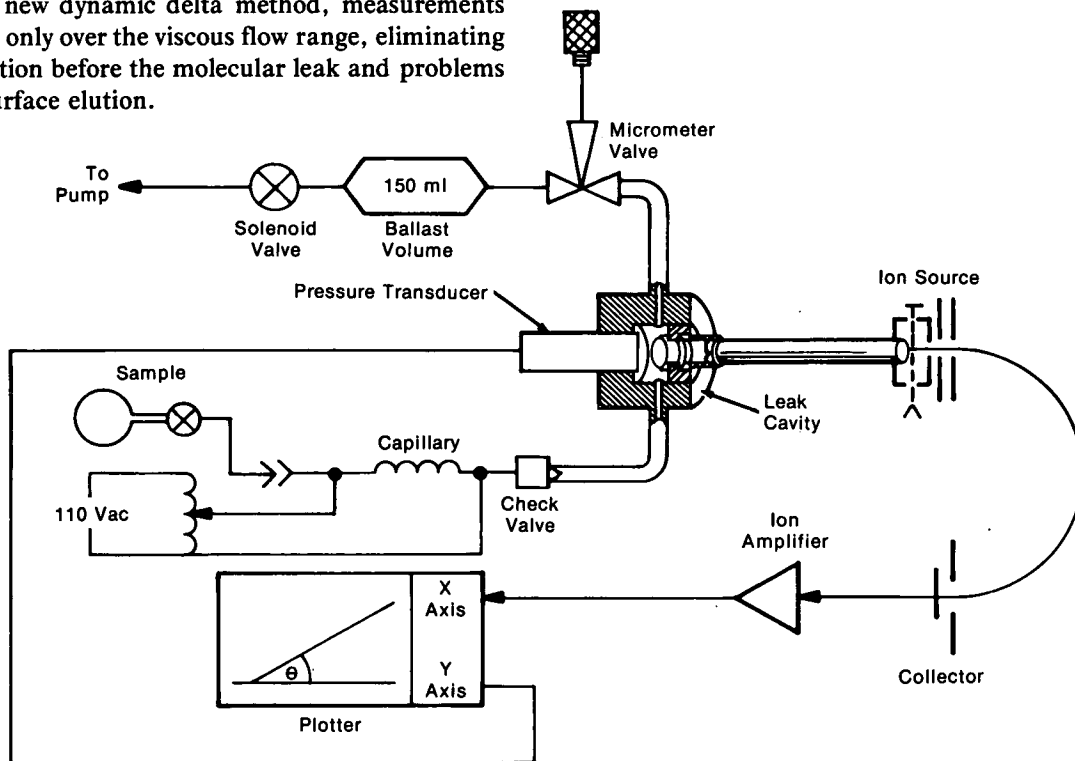 new dynamic delta method, measurements
only over the viscous flow range, eliminating
before the molecular leak and problems
elution.
Micrometer
Valve
To
Pump
150 ml
Solenoid
Valve
Ballast
Volume
Ion Source
Pressure Transducer
Sample
Leak
Cavity
Capillary
110 Vac
Check
Valve
Ion
Amplifier
X
Axis
θ
Y
Axis
Collector
Plotter